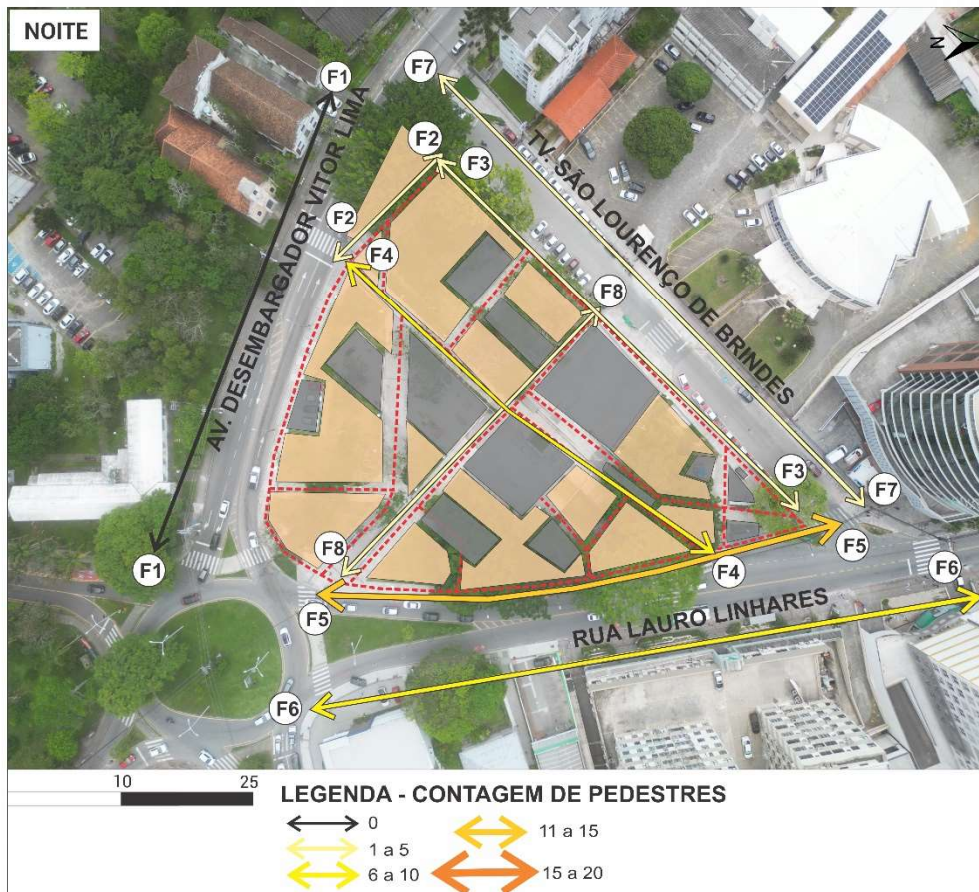 NOITE
N
F1
F7
F2
F3
TV. SÃO LOURENÇO DE BRINDES
AV. DESEMBARGADOR VITOR LIMA
F2
F4
F8
F3
F7
F8
F4
F5
F1
F5
F6
RUA LAURO LINHARES
F6
10
25
LEGENDA - CONTAGEM DE PEDESTRES
0
11 a 15
1 a 5
6 a 10
15 a 20